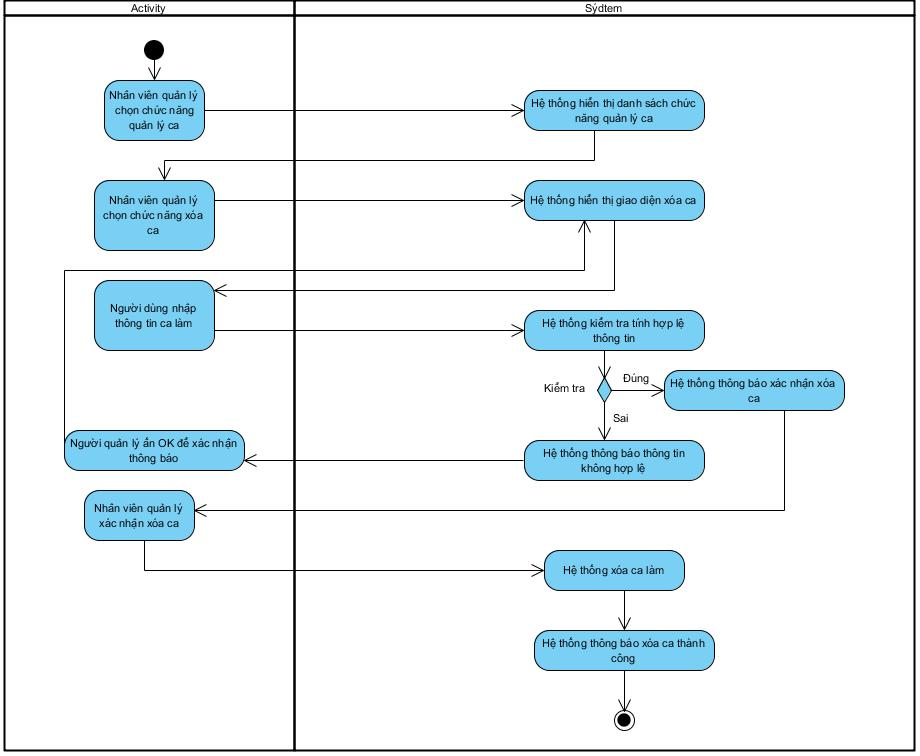 Activity
Sýdtem
Nhân viên quản lý
chọn chức năng
quản lý ca
Hệ thống hiển thị danh sách chức
năng quản lý ca
Nhân viên quản lý
chọn chức năng xóa
ca
Hệ thống hiển thị giao diện xóa ca
Người dùng nhập
thông tin ca làm
Hệ thống kiểm tra tính hợp lệ
thông tin
Kiểm tra
Đúng
Hệ thống thông báo xác nhận xóa
ca
Sai
Người quản lý ấn OK để xác nhận
thông báo
Hệ thống thông báo thông tin
không hợp lệ
Nhân viên quản lý
xác nhận xóa ca
Hệ thống xóa ca làm
Hệ thống thông báo xóa ca thành
công